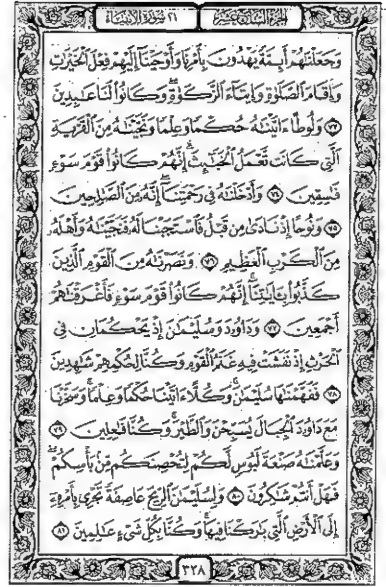 الجزء السابع عشر ٢١ سورة الأنبياء
وَجَعَلْنَٰهُمْ أَئِمَّةً يَهْدُونَ بِأَمْرِنَا وَأَوْحَيْنَآ إِلَيْهِمْ فِعْلَ ٱلْخَيْرَٰتِ
وَإِقَامَ ٱلصَّلَوٰةِ وَإِيتَآءَ ٱلزَّكَوٰةِ وَكَانُوا۟ لَنَا عَٰبِدِينَ
٧٣ وَلُوطًا ءَاتَيْنَٰهُ حُكْمًا وَعِلْمًا وَنَجَّيْنَٰهُ مِنَ ٱلْقَرْيَةِ
ٱلَّتِى كَانَت تَّعْمَلُ ٱلْخَبَٰٓئِثَ إِنَّهُمْ كَانُوا۟ قَوْمَ سَوْءٍ
فَٰسِقِينَ ٧٤ وَأَدْخَلْنَٰهُ فِى رَحْمَتِنَآ إِنَّهُۥ مِنَ ٱلصَّٰلِحِينَ
٧٥ وَنُوحًا إِذْ نَادَىٰ مِن قَبْلُ فَٱسْتَجَبْنَا لَهُۥ فَنَجَّيْنَٰهُ وَأَهْلَهُۥ
مِنَ ٱلْكَرْبِ ٱلْعَظِيمِ ٧٦ وَنَصَرْنَٰهُ مِنَ ٱلْقَوْمِ ٱلَّذِينَ
كَذَّبُوا۟ بِـَٔايَٰتِنَآ إِنَّهُمْ كَانُوا۟ قَوْمَ سَوْءٍ فَأَغْرَقْنَٰهُمْ
أَجْمَعِينَ ٧٧ وَدَاوُۥدَ وَسُلَيْمَٰنَ إِذْ يَحْكُمَانِ فِى
ٱلْحَرْثِ إِذْ نَفَشَتْ فِيهِ غَنَمُ ٱلْقَوْمِ وَكُنَّا لِحُكْمِهِمْ شَٰهِدِينَ
٧٨ فَفَهَّمْنَٰهَا سُلَيْمَٰنَ وَكُلًّا ءَاتَيْنَا حُكْمًا وَعِلْمًا وَسَخَّرْنَا
مَعَ دَاوُۥدَ ٱلْجِبَالَ يُسَبِّحْنَ وَٱلطَّيْرَ وَكُنَّا فَٰعِلِينَ ٧٩
وَعَلَّمْنَٰهُ صَنْعَةَ لَبُوسٍ لَّكُمْ لِتُحْصِنَكُم مِّنۢ بَأْسِكُمْ
فَهَلْ أَنتُمْ شَٰكِرُونَ ٨٠ وَلِسُلَيْمَٰنَ ٱلرِّيحَ عَاصِفَةً تَجْرِى بِأَمْرِهِۦٓ
إِلَى ٱلْأَرْضِ ٱلَّتِى بَٰرَكْنَا فِيهَا وَكُنَّا بِكُلِّ شَىْءٍ عَٰلِمِينَ ٨١
٣٢٨